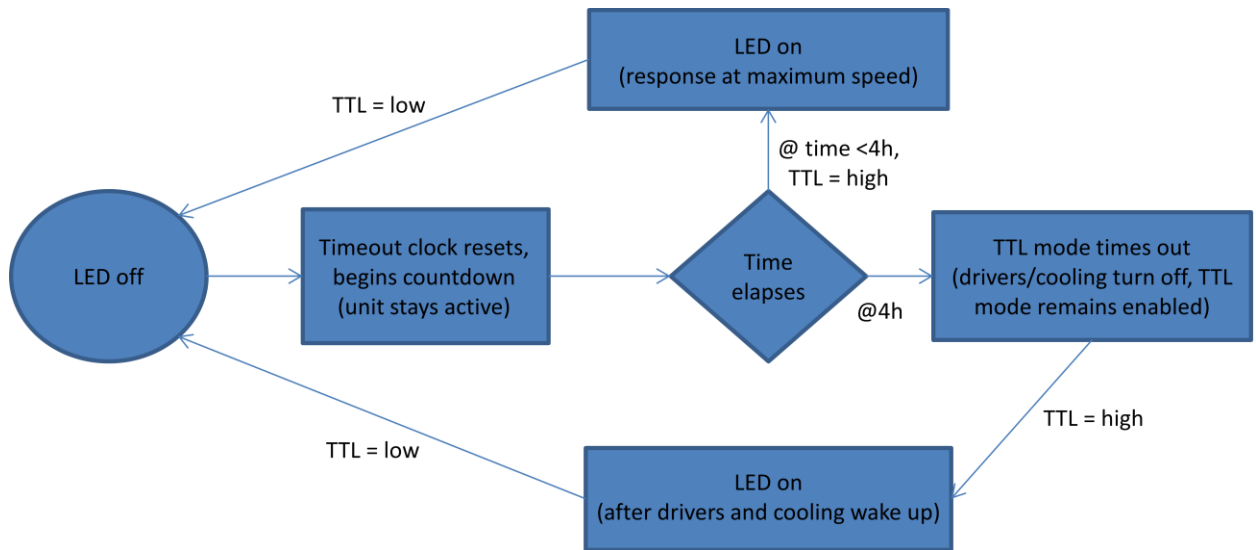 LED on
(response at maximum speed)
TTL = low
@ time <4h,
TTL = high
LED off
Timeout clock resets,
begins countdown
(unit stays active)
Time
elapses
@4h
TTL mode times out
(drivers/cooling turn off, TTL
mode remains enabled)
TTL = high
TTL = low
LED on
(after drivers and cooling wake up)